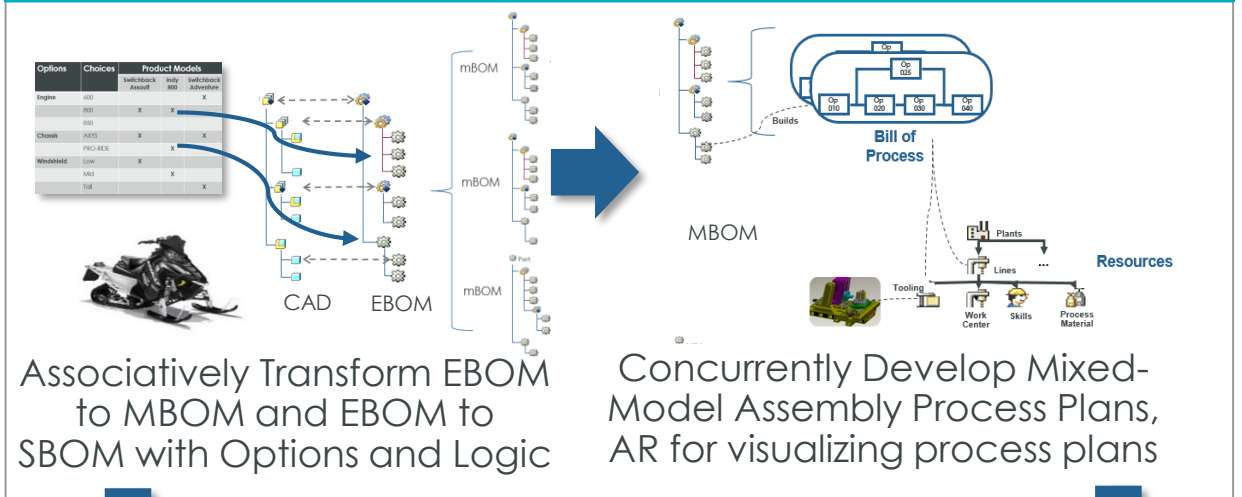 Options Choices Product Models
Switchback Assault Indy 800 Switchback Adventure
Engine 600 X
800 X X
850
Chassis AXYS X X
PRO-RIDE X
Windshield Low X
Mid X
Tall X
CAD
EBOM
mBOM
mBOM
Part
mBOM
MBOM
Builds
Op
Op 025
Op 010
Op 020
Op 030
Op 040
Bill of
Process
Plants
...
Lines
Resources
Tooling
Work
Center
Skills
Process
Material
Associatively Transform EBOM
to MBOM and EBOM to
SBOM with Options and Logic
Concurrently Develop Mixed-
Model Assembly Process Plans,
AR for visualizing process plans